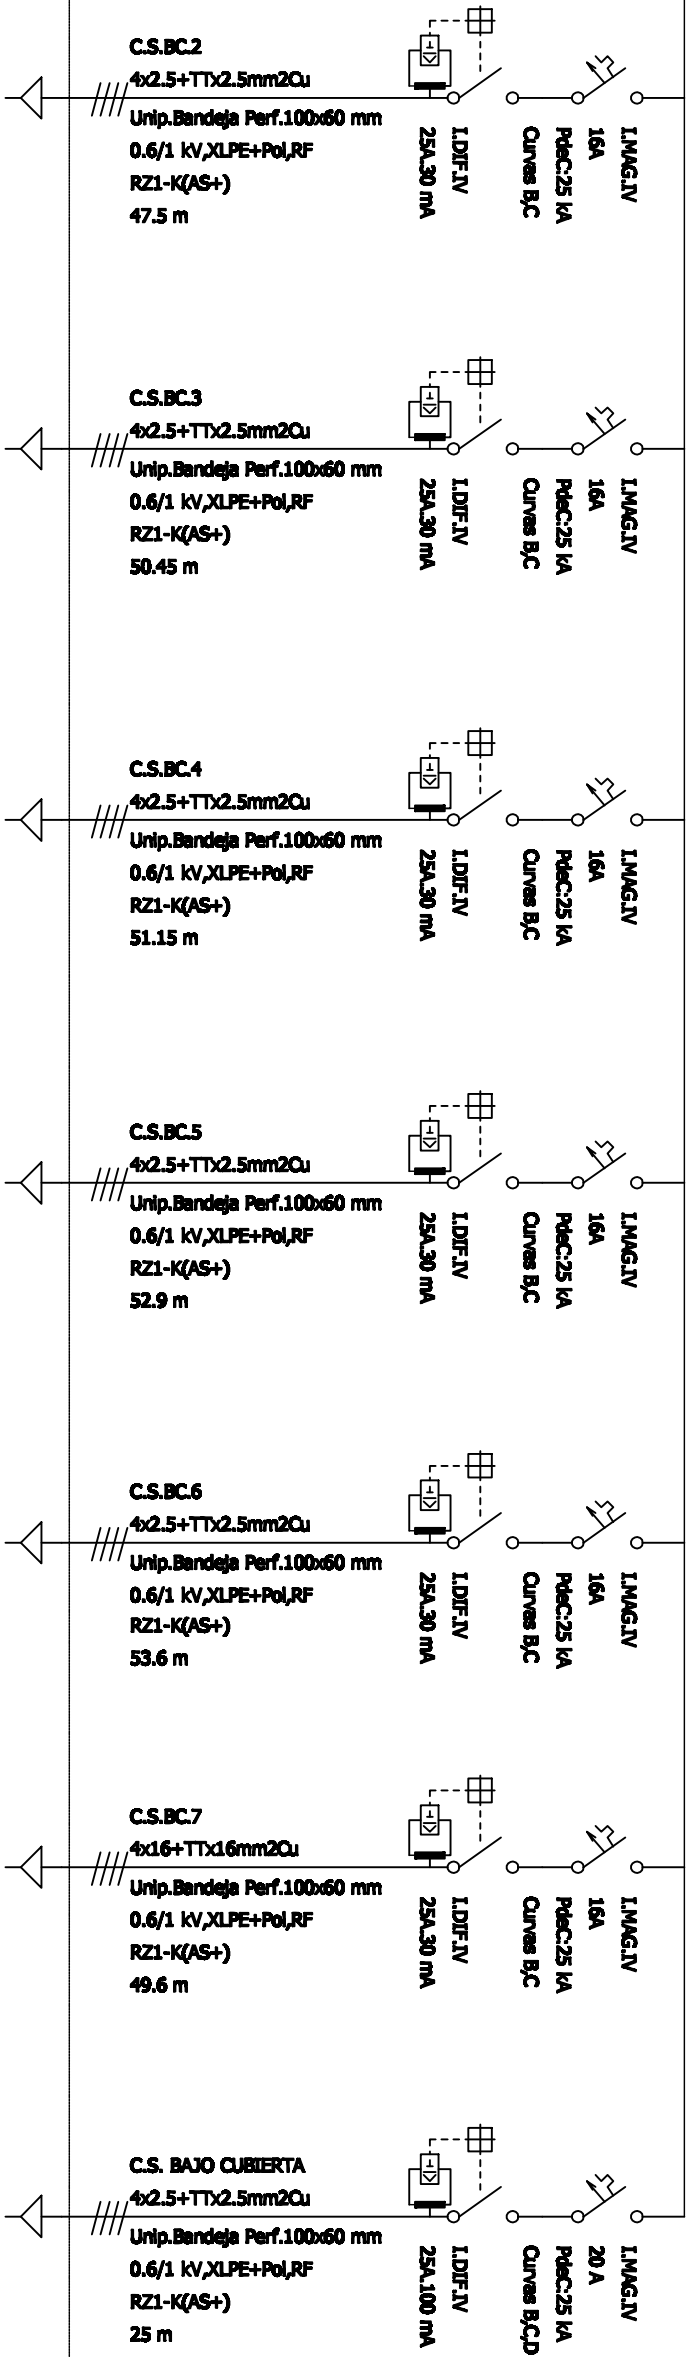 C.S.BC.2
4x2.5+TTx2.5mm2Cu
Unip.Bandeja Perf.100x60 mm
0.6/1 kV,XLPE+Pol,RF
RZ1-K(AS+)
47.5 m
I.DIF.IV
25A.30 mA
I.MAG.IV
16A
PdeC:25 kA
Curvas B,C
C.S.BC.3
4x2.5+TTx2.5mm2Cu
Unip.Bandeja Perf.100x60 mm
0.6/1 kV,XLPE+Pol,RF
RZ1-K(AS+)
50.45 m
I.DIF.IV
25A.30 mA
I.MAG.IV
16A
PdeC:25 kA
Curvas B,C
C.S.BC.4
4x2.5+TTx2.5mm2Cu
Unip.Bandeja Perf.100x60 mm
0.6/1 kV,XLPE+Pol,RF
RZ1-K(AS+)
51.15 m
I.DIF.IV
25A.30 mA
I.MAG.IV
16A
PdeC:25 kA
Curvas B,C
C.S.BC.5
4x2.5+TTx2.5mm2Cu
Unip.Bandeja Perf.100x60 mm
0.6/1 kV,XLPE+Pol,RF
RZ1-K(AS+)
52.9 m
I.DIF.IV
25A.30 mA
I.MAG.IV
16A
PdeC:25 kA
Curvas B,C
C.S.BC.6
4x2.5+TTx2.5mm2Cu
Unip.Bandeja Perf.100x60 mm
0.6/1 kV,XLPE+Pol,RF
RZ1-K(AS+)
53.6 m
I.DIF.IV
25A.30 mA
I.MAG.IV
16A
PdeC:25 kA
Curvas B,C
C.S.BC.7
4x16+TTx16mm2Cu
Unip.Bandeja Perf.100x60 mm
0.6/1 kV,XLPE+Pol,RF
RZ1-K(AS+)
49.6 m
I.DIF.IV
25A.30 mA
I.MAG.IV
16A
PdeC:25 kA
Curvas B,C
C.S. BAJO CUBIERTA
4x2.5+TTx2.5mm2Cu
Unip.Bandeja Perf.100x60 mm
0.6/1 kV,XLPE+Pol,RF
RZ1-K(AS+)
25 m
I.DIF.IV
25A.100 mA
I.MAG.IV
20 A
PdeC:25 kA
Curvas B,C,D